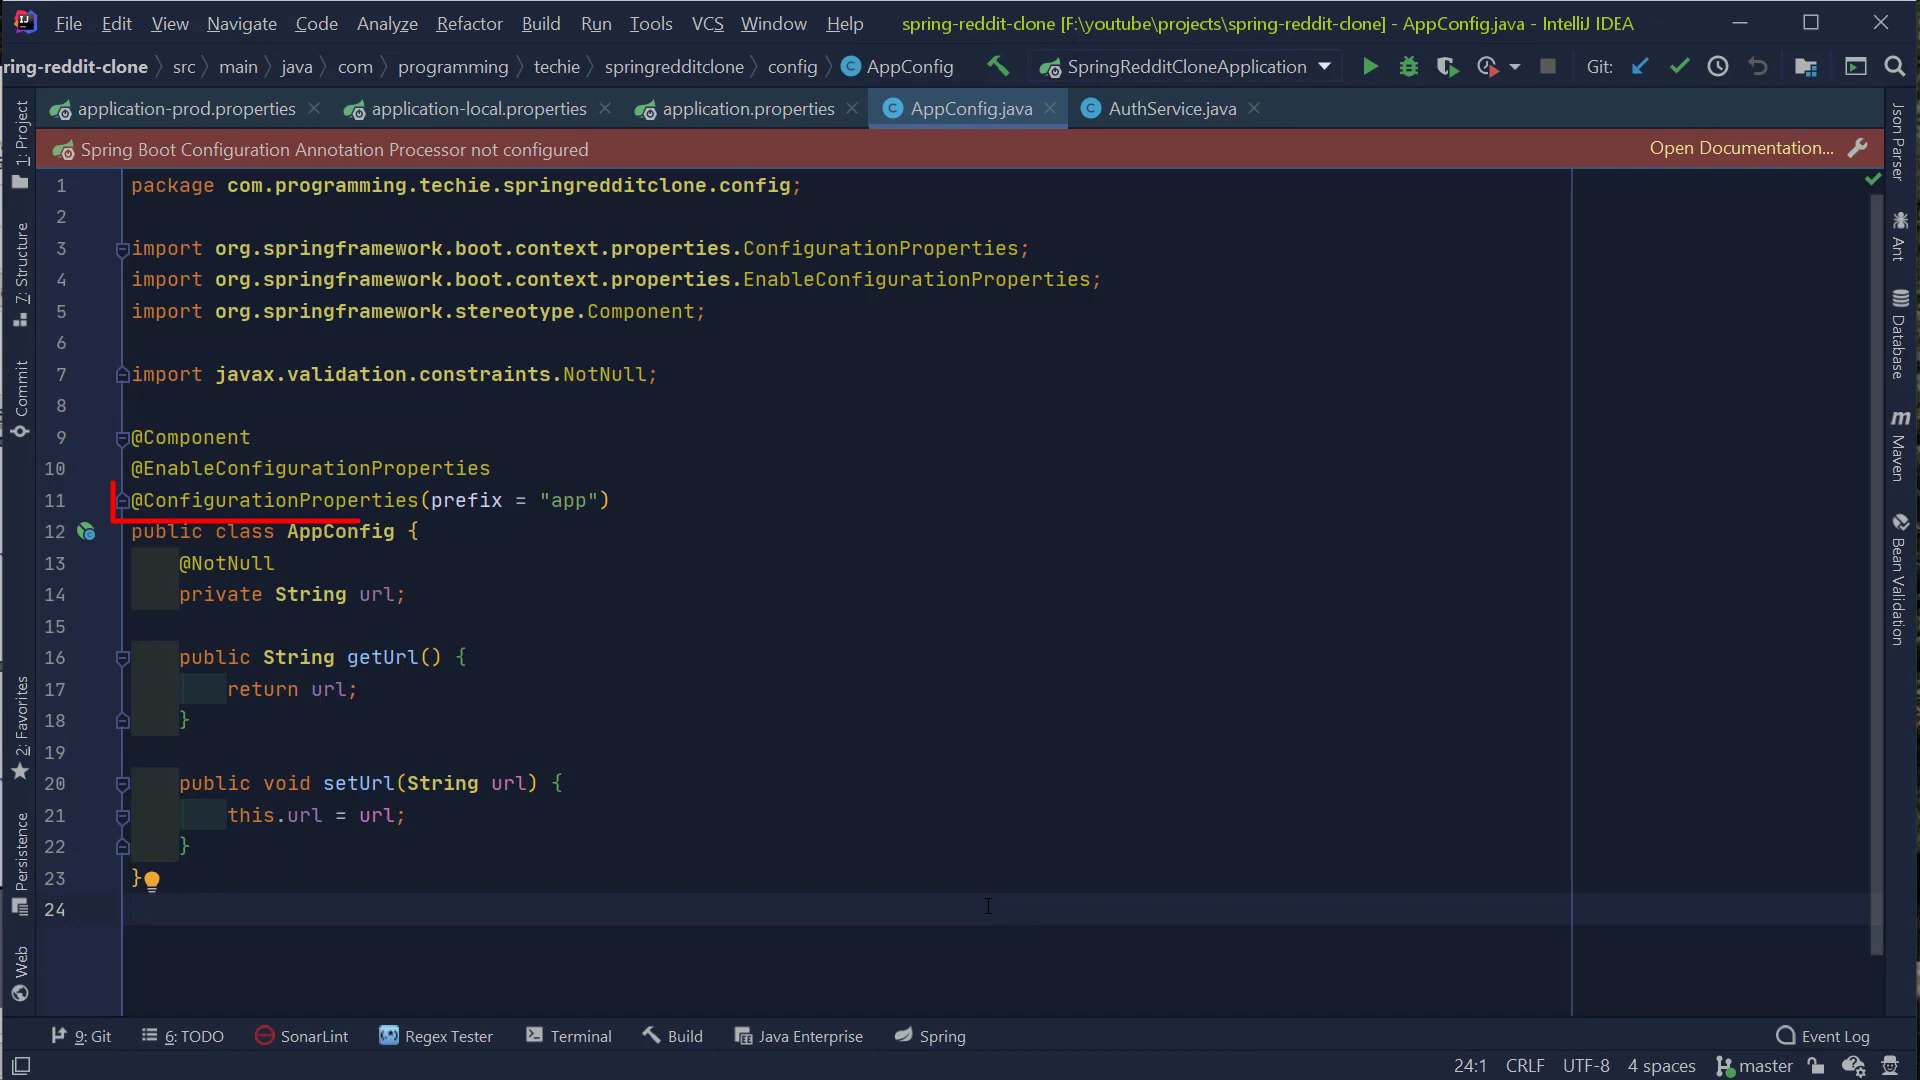 File Edit View Navigate Code Analyze Refactor Build Run Tools VCS Window Help spring-reddit-clone [F:\youtube\projects\spring-reddit-clone] - AppConfig.java - IntelliJ IDEA
ring-reddit-clone src main java com programming techie springredditclone config AppConfig SpringRedditCloneApplication Git:
application-prod.properties application-local.properties application.properties AppConfig.java AuthService.java
Spring Boot Configuration Annotation Processor not configured Open Documentation...
1 package com.programming.techie.springredditclone.config;
2
3 import org.springframework.boot.context.properties.ConfigurationProperties;
4 import org.springframework.boot.context.properties.EnableConfigurationProperties;
5 import org.springframework.stereotype.Component;
6
7 import javax.validation.constraints.NotNull;
8
9 @Component
10 @EnableConfigurationProperties
11 @ConfigurationProperties(prefix = "app")
12 public class AppConfig {
13 @NotNull
14 private String url;
15
16 public String getUrl() {
17 return url;
18 }
19
20 public void setUrl(String url) {
21 this.url = url;
22 }
23 }
24
1: Project
7: Structure
Commit
2: Favorites
Persistence
Web
Json Parser
Ant
Database
Maven
Bean Validation
9: Git 6: TODO SonarLint Regex Tester Terminal Build Java Enterprise Spring Event Log
24:1 CRLF UTF-8 4 spaces master